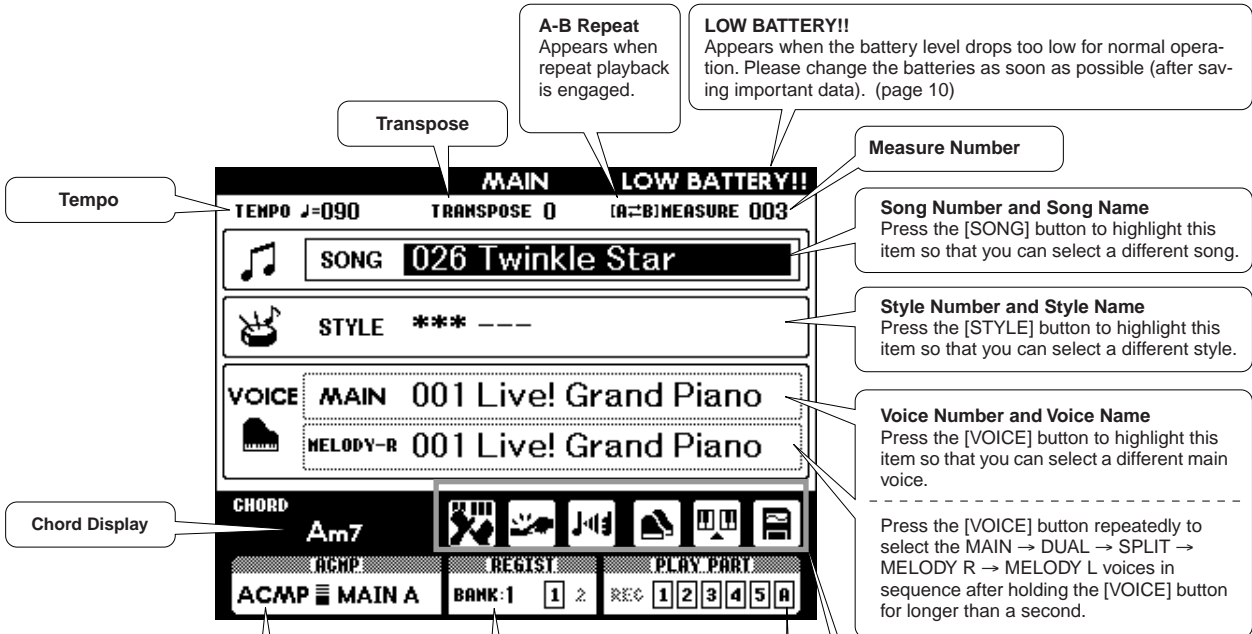 A-B Repeat
Appears when
repeat playback
is engaged.
LOW BATTERY!!
Appears when the battery level drops too low for normal opera-
tion. Please change the batteries as soon as possible (after sav-
ing important data).  (page 10)
Transpose
Measure Number
Tempo
MAIN LOW BATTERY!!
TEMPO ♩=090 TRANSPOSE 0 [A⇄B]MEASURE 003
Song Number and Song Name
Press the [SONG] button to highlight this
item so that you can select a different song.
SONG 026 Twinkle Star
Style Number and Style Name
Press the [STYLE] button to highlight this
item so that you can select a different style.
STYLE *** ---
VOICE MAIN 001 Live! Grand Piano
MELODY-R 001 Live! Grand Piano
Voice Number and Voice Name
Press the [VOICE] button to highlight this
item so that you can select a different main
voice.
Press the [VOICE] button repeatedly to
select the MAIN → DUAL → SPLIT →
MELODY R → MELODY L voices in
sequence after holding the [VOICE] button
for longer than a second.
Chord Display
CHORD
Am7
ACMP REGIST PLAY PART
ACMP MAIN A BANK:1 1 2 REC 1 2 3 4 5 A